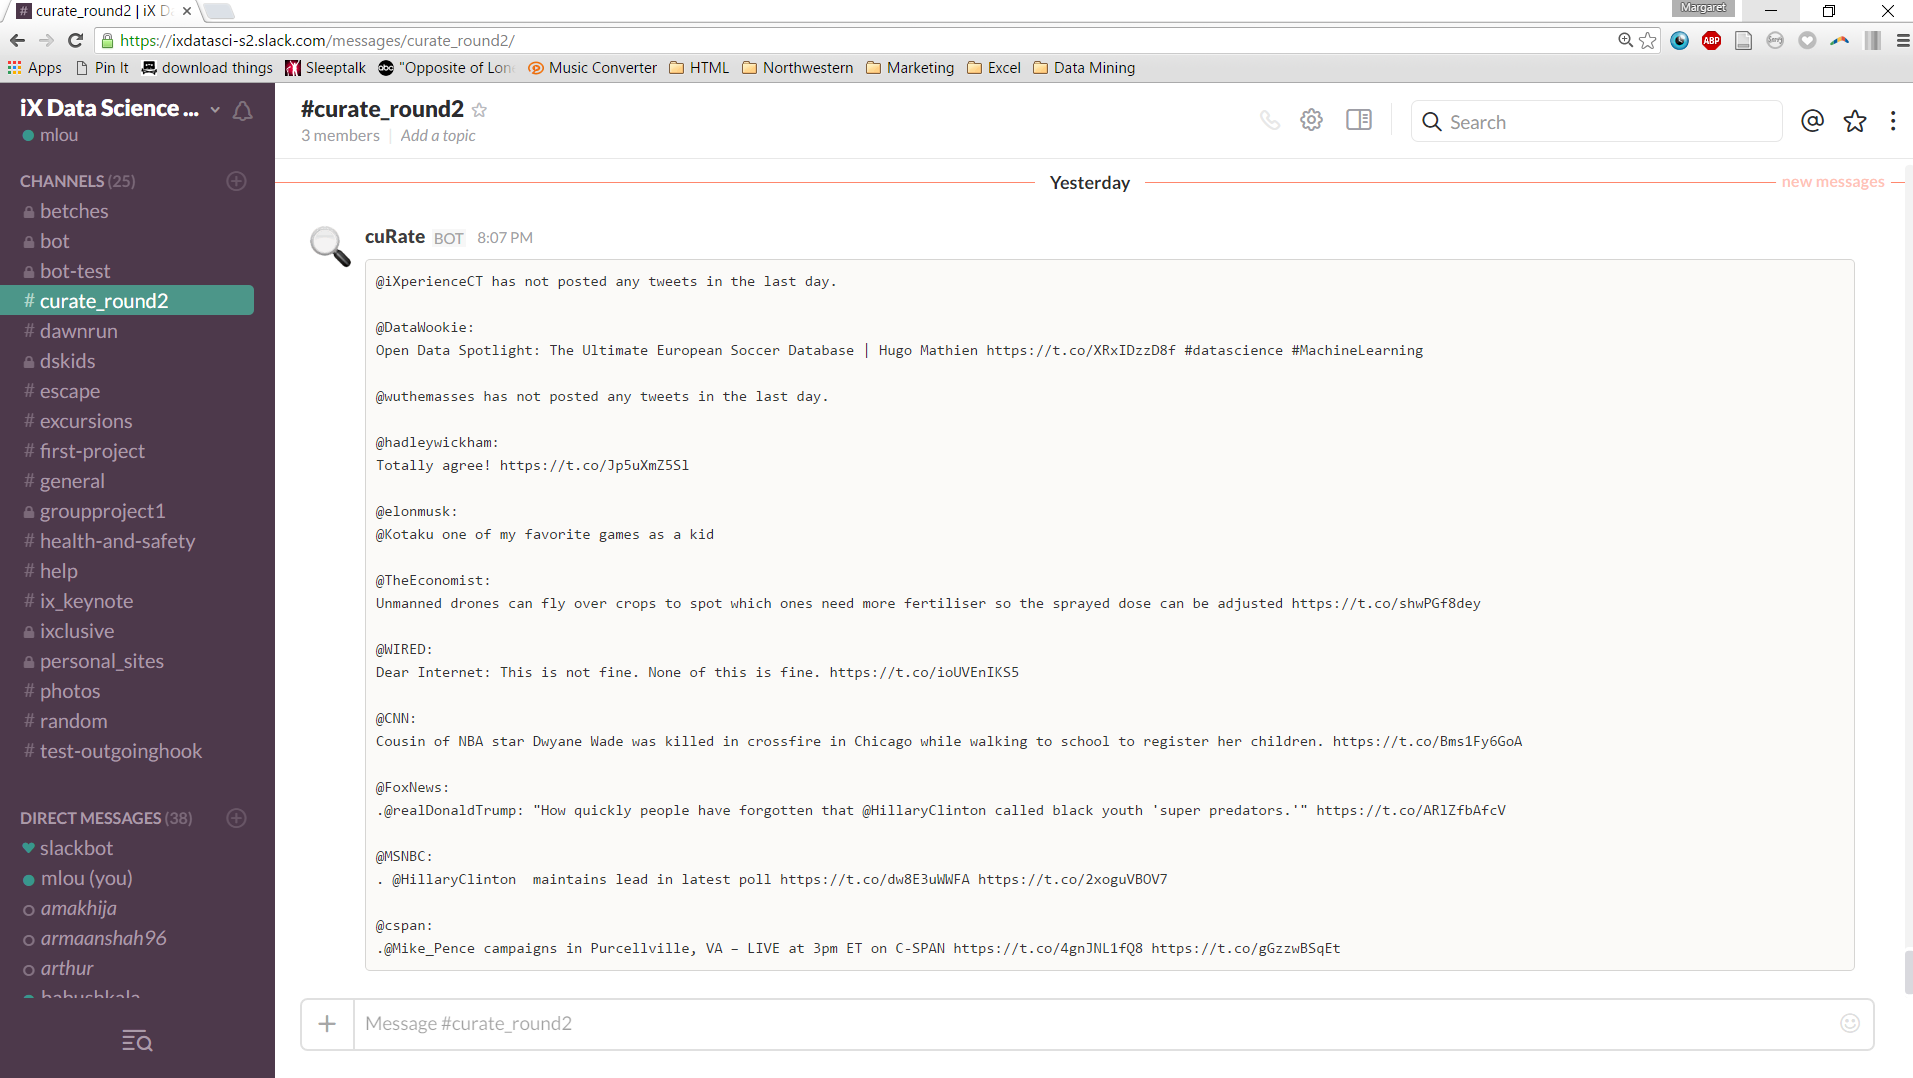 curate_round2 | iX D
Margaret
https://ixdatasci-s2.slack.com/messages/curate_round2/
ABP
Apps
Pin It
download things
Sleeptalk
abc
"Opposite of Lon
Music Converter
HTML
Northwestern
Marketing
Excel
Data Mining
iX Data Science ...
mlou
#curate_round2
3 members
Add a topic
Search
CHANNELS (25)
betches
bot
bot-test
# curate_round2
# dawnrun
dskids
# escape
# excursions
# first-project
# general
groupproject1
# health-and-safety
# help
# ix_keynote
ixclusive
personal_sites
# photos
# random
# test-outgoinghook
DIRECT MESSAGES (38)
slackbot
mlou (you)
amakhija
armaanshah96
arthur
babushkala
Yesterday
new messages
cuRate BOT 8:07 PM
@iXperienceCT has not posted any tweets in the last day.
@DataWookie:
Open Data Spotlight: The Ultimate European Soccer Database | Hugo Mathien https://t.co/XRxIDzzD8f #datascience #MachineLearning
@wuthemasses has not posted any tweets in the last day.
@hadleywickham:
Totally agree! https://t.co/Jp5uXmZ5Sl
@elonmusk:
@Kotaku one of my favorite games as a kid
@TheEconomist:
Unmanned drones can fly over crops to spot which ones need more fertiliser so the sprayed dose can be adjusted https://t.co/shwPGf8dey
@WIRED:
Dear Internet: This is not fine. None of this is fine. https://t.co/ioUVEnIKS5
@CNN:
Cousin of NBA star Dwyane Wade was killed in crossfire in Chicago while walking to school to register her children. https://t.co/Bms1Fy6GoA
@FoxNews:
.@realDonaldTrump: "How quickly people have forgotten that @HillaryClinton called black youth 'super predators.'" https://t.co/ARlZfbAfcV
@MSNBC:
. @HillaryClinton  maintains lead in latest poll https://t.co/dw8E3uWWFA https://t.co/2xoguVBOV7
@cspan:
.@Mike_Pence campaigns in Purcellville, VA – LIVE at 3pm ET on C-SPAN https://t.co/4gnJNL1fQ8 https://t.co/gGzzwBSqEt
Message #curate_round2